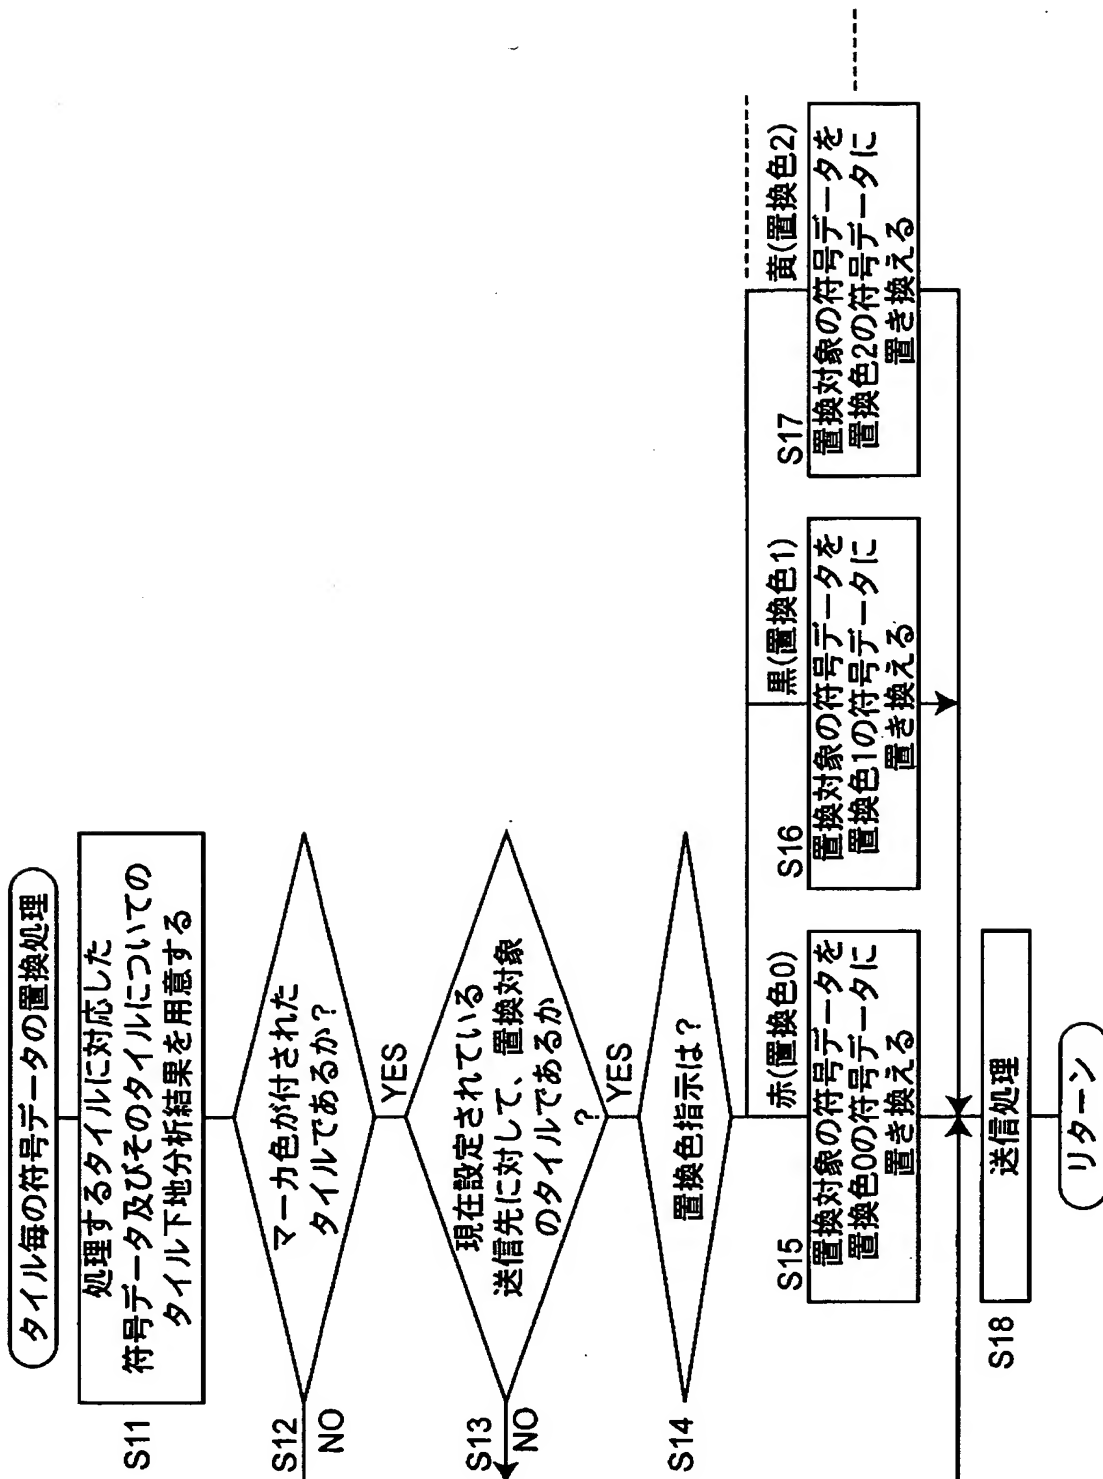 タイル毎の符号データの置換処理
S11
処理するタイルに対応した
符号データ及びそのタイルについての
タイル下地分析結果を用意する
S12
マーカ色が付された
タイルであるか?
NO
YES
S13
現在設定されている
送信先に対して、置換対象
のタイルであるか
?
NO
YES
S14
置換色指示は?
赤(置換色0)
黒(置換色1)
黄(置換色2)
S15
置換対象の符号データを
置換色0の符号データに
置き換える
S16
置換対象の符号データを
置換色1の符号データに
置き換える
S17
置換対象の符号データを
置換色2の符号データに
置き換える
S18
送信処理
リターン